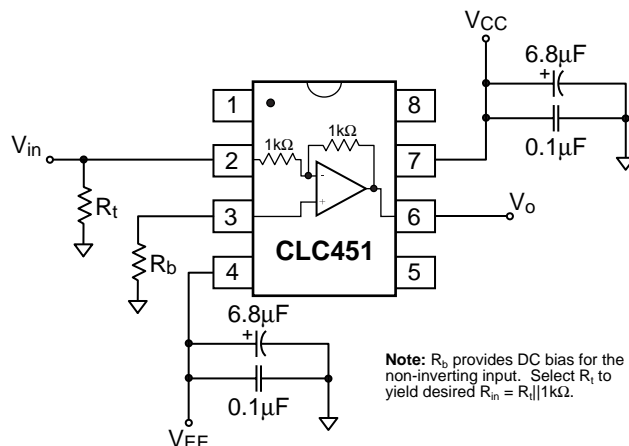 VCC
6.8µF
+
0.1µF
1
8
1kΩ
1kΩ
Vin
2
7
-
Rt
3
+
6
Vo
CLC451
Rb
4
5
6.8µF
+
0.1µF
VEE
Note: Rb provides DC bias for the
non-inverting input. Select Rt to
yield desired Rin = Rt||1kΩ.